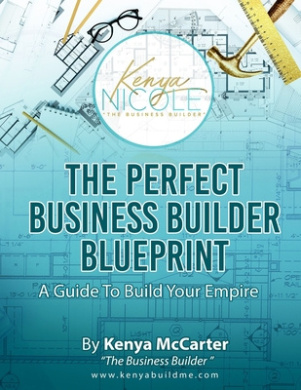 Kenya
NICOLE
"THE BUSINESS BUILDER"
THE PERFECT
BUSINESS BUILDER
BLUEPRINT
A Guide To Build Your Empire
By Kenya McCarter
"The Business Builder "
www.kenyabuildme.com